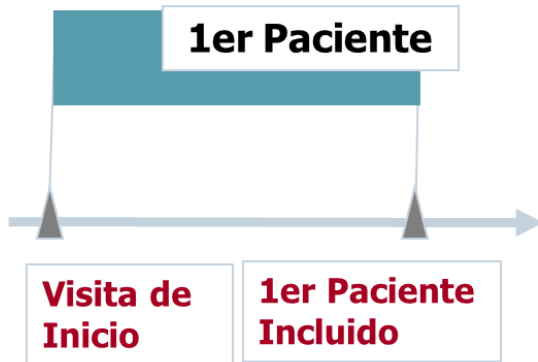 1er Paciente
Visita de
Inicio
1er Paciente
Incluido